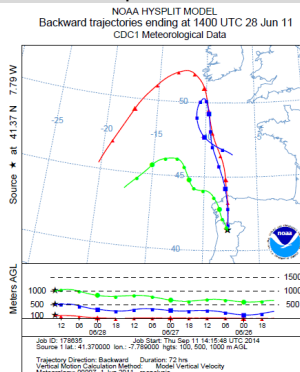 NOAA HYSPLIT MODEL
Backward trajectories ending at 1400 UTC 28 Jun 11
CDC1 Meteorological Data
Source ★ at 41.37 N 7.79 W
-25
-20
-15
50
45
40
noaa
Meters AGL
1500
1000 1000
500 500
100
12 06 00 18 12 06 00 18 12 06 00 18
06/28 06/27 06/26
Job ID: 178635 Job Start: Thu Sep 11 14:15:48 UTC 2014
Source 1 lat.: 41.370000 lon.: -7.789000 hgts: 100, 500, 1000 m AGL
Trajectory Direction: Backward Duration: 72 hrs
Vertical Motion Calculation Method: Model Vertical Velocity